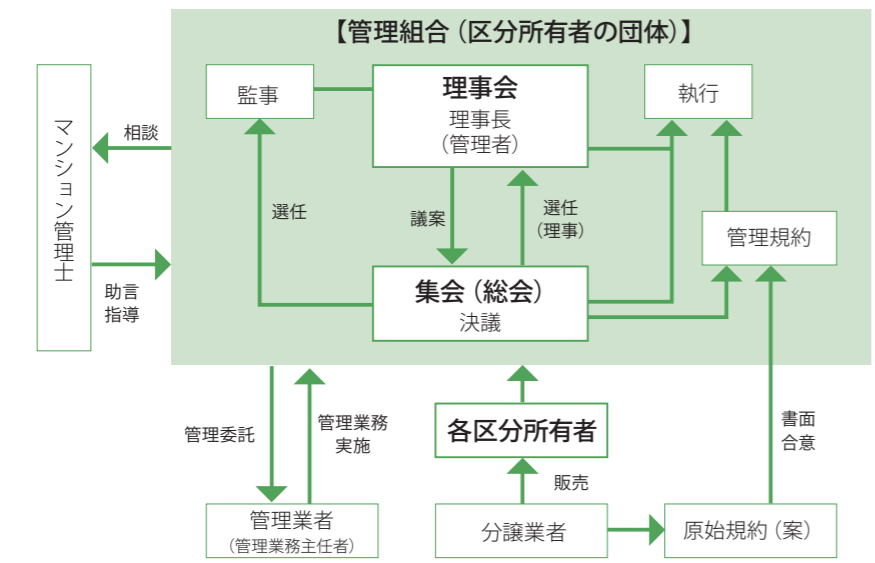 【管理組合（区分所有者の団体）】
監事
理事会
理事長
（管理者）
執行
マンション管理士
相談
選任
議案
選任
（理事）
管理規約
助言
指導
集会（総会）
決議
管理委託
管理業務
実施
各区分所有者
書面
合意
販売
管理業者
（管理業務主任者）
分譲業者
原始規約（案）